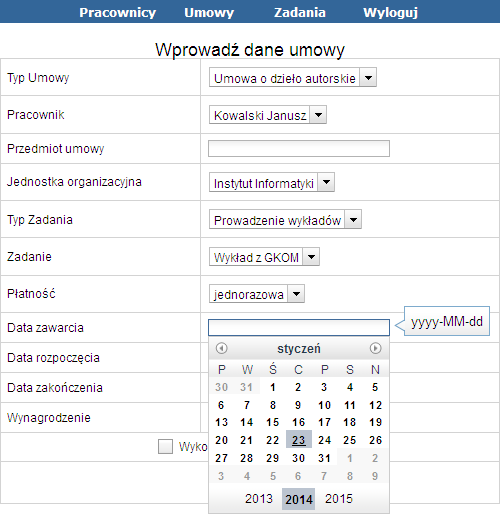 Pracownicy Umowy Zadania Wyloguj
Wprowadź dane umowy
Typ Umowy Umowa o dzieło autorskie
Pracownik Kowalski Janusz
Przedmiot umowy
Jednostka organizacyjna Instytut Informatyki
Typ Zadania Prowadzenie wykładów
Zadanie Wykład z GKOM
Płatność jednorazowa
Data zawarcia yyyy-MM-dd
styczeń
Data rozpoczęcia
P W Ś C P S N
Data zakończenia
30 31 1 2 3 4 5
6 7 8 9 10 11 12
Wynagrodzenie
13 14 15 16 17 18 19
20 21 22 23 24 25 26
Wyko
27 28 29 30 31 1 2
3 4 5 6 7 8 9
2013 2014 2015